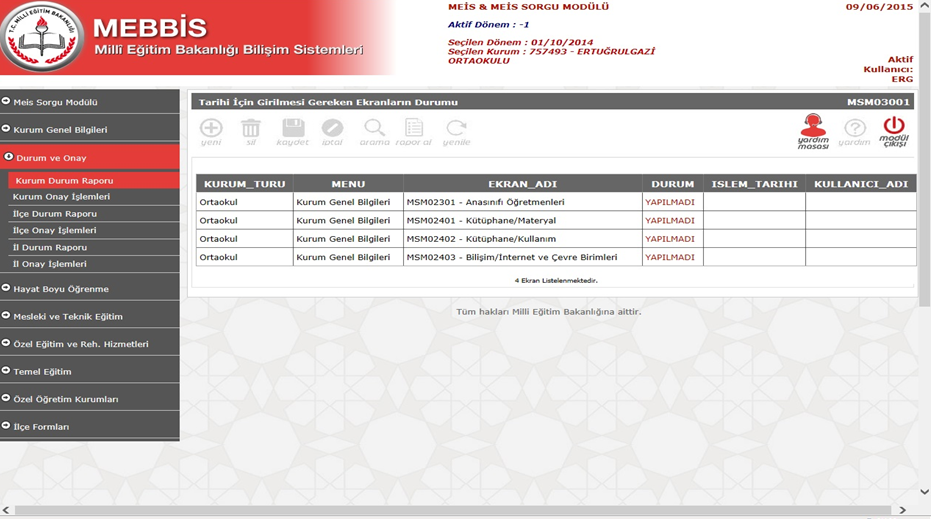 T.C. MİLLÎ EĞİTİM BAKANLIĞI
MEBBİS
Millî Eğitim Bakanlığı Bilişim Sistemleri
MEİS & MEİS SORGU MODÜLÜ
09/06/2015
Aktif Dönem : -1
Seçilen Dönem : 01/10/2014
Seçilen Kurum : 757493 - ERTUĞRULGAZİ
ORTAOKULU
Aktif
Kullanıcı:
ERG
Meis Sorgu Modülü
Kurum Genel Bilgileri
Durum ve Onay
Kurum Durum Raporu
Kurum Onay İşlemleri
İlçe Durum Raporu
İlçe Onay İşlemleri
İl Durum Raporu
İl Onay İşlemleri
Hayat Boyu Öğrenme
Mesleki ve Teknik Eğitim
Özel Eğitim ve Reh. Hizmetleri
Temel Eğitim
Özel Öğretim Kurumları
İlçe Formları
Tarihi İçin Girilmesi Gereken Ekranların Durumu MSM03001
yeni sil kaydet iptal arama rapor al yenile yardım masası yardım modül çıkışı
KURUM_TURU MENU EKRAN_ADI DURUM ISLEM_TARIHI KULLANICI_ADI
Ortaokul Kurum Genel Bilgileri MSM02301 - Anasınıfı Öğretmenleri YAPILMADI
Ortaokul Kurum Genel Bilgileri MSM02401 - Kütüphane/Materyal YAPILMADI
Ortaokul Kurum Genel Bilgileri MSM02402 - Kütüphane/Kullanım YAPILMADI
Ortaokul Kurum Genel Bilgileri MSM02403 - Bilişim/İnternet ve Çevre Birimleri YAPILMADI
4 Ekran Listelenmektedir.
Tüm hakları Milli Eğitim Bakanlığına aittir.